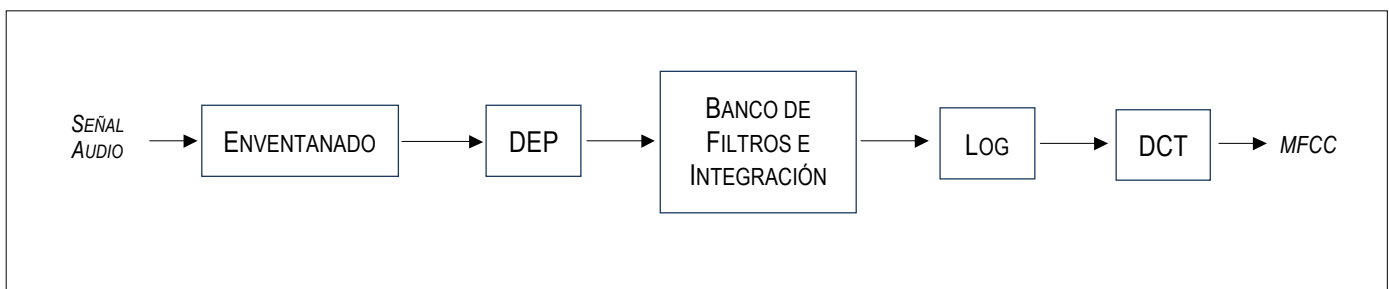 SEÑAL
AUDIO
ENVENTANADO
DEP
BANCO DE
FILTROS E
INTEGRACIÓN
LOG
DCT
MFCC